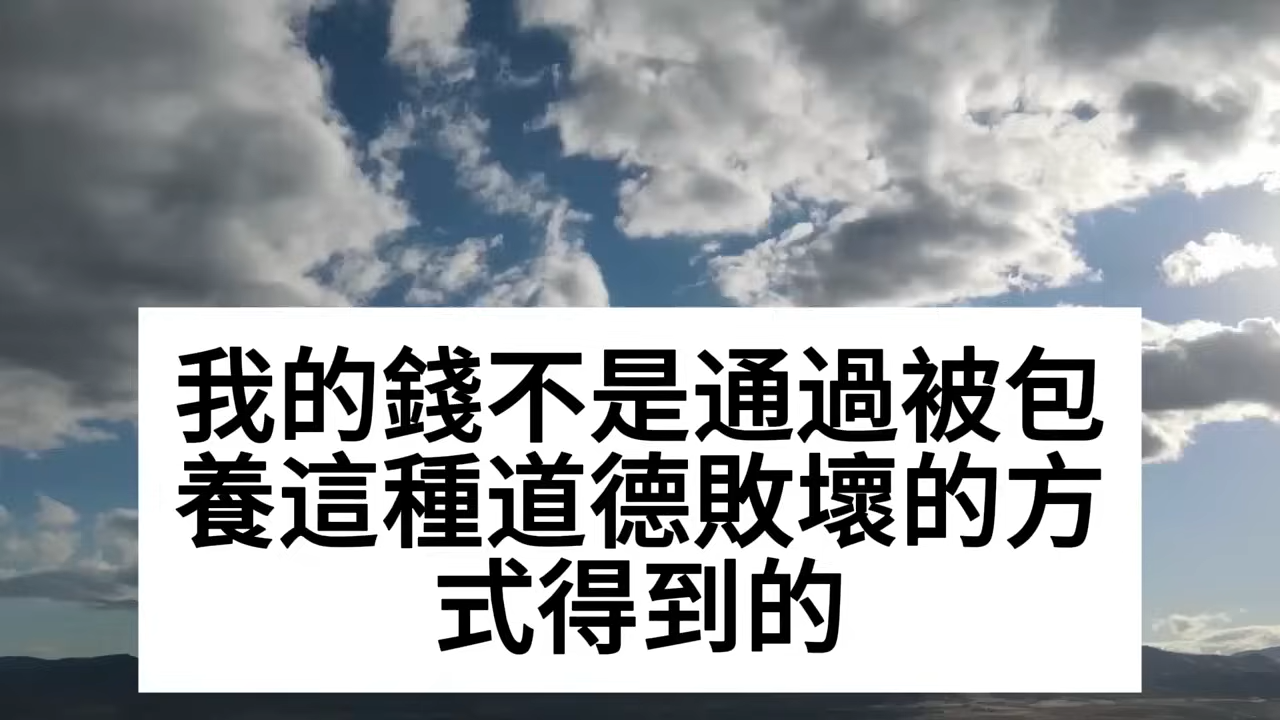 我的錢不是通過被包
養這種道德敗壞的方
式得到的